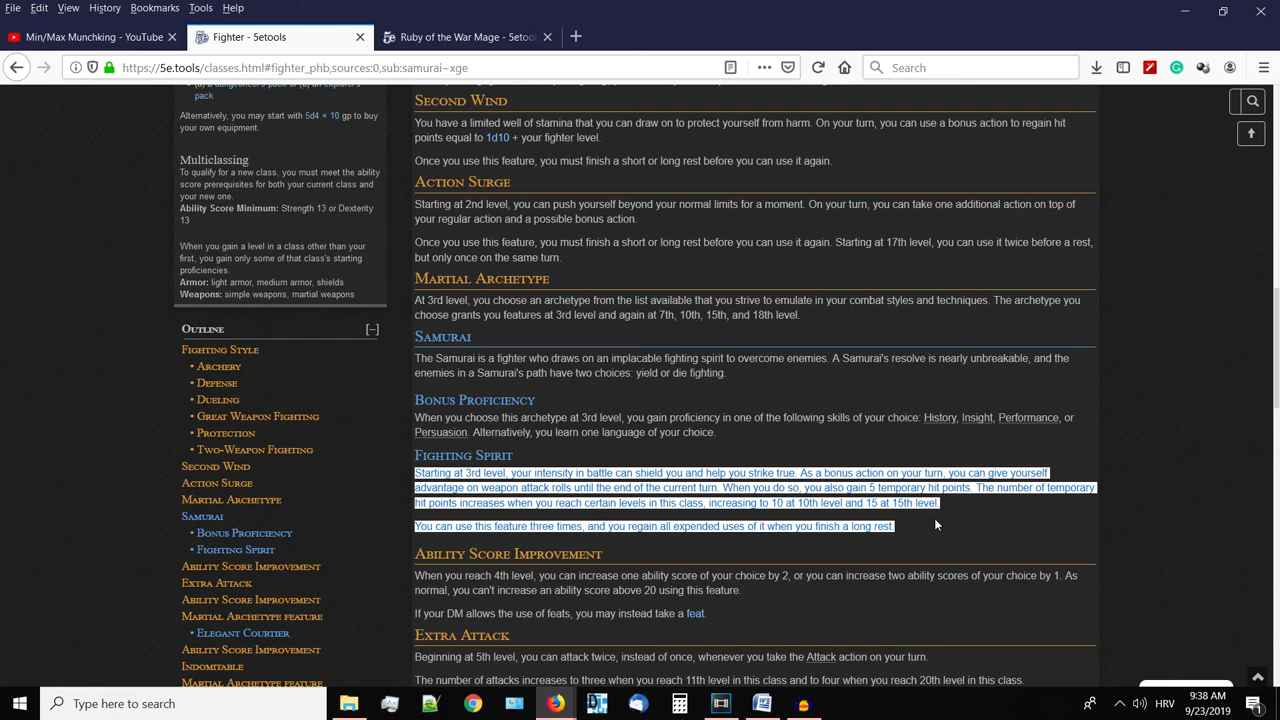 File Edit View History Bookmarks Tools Help
Min/Max Munchking - YouTube
Fighter - 5etools
Ruby of the War Mage - 5etool
https://5e.tools/classes.html#fighter_phb,sources:0,sub:samurai~xge
Search
pack
Alternatively, you may start with 5d4 × 10 gp to buy
your own equipment.
Multiclassing
To qualify for a new class, you must meet the ability
score prerequisites for both your current class and
your new one.
Ability Score Minimum: Strength 13 or Dexterity
13
When you gain a level in a class other than your
first, you gain only some of that class's starting
proficiencies.
Armor: light armor, medium armor, shields
Weapons: simple weapons, martial weapons
Outline [–]
Fighting Style
• Archery
• Defense
• Dueling
• Great Weapon Fighting
• Protection
• Two-Weapon Fighting
Second Wind
Action Surge
Martial Archetype
Samurai
• Bonus Proficiency
• Fighting Spirit
Ability Score Improvement
Extra Attack
Ability Score Improvement
Martial Archetype feature
• Elegant Courtier
Ability Score Improvement
Indomitable
Martial Archetype feature
Second Wind
You have a limited well of stamina that you can draw on to protect yourself from harm. On your turn, you can use a bonus action to regain hit
points equal to 1d10 + your fighter level.
Once you use this feature, you must finish a short or long rest before you can use it again.
Action Surge
Starting at 2nd level, you can push yourself beyond your normal limits for a moment. On your turn, you can take one additional action on top of
your regular action and a possible bonus action.
Once you use this feature, you must finish a short or long rest before you can use it again. Starting at 17th level, you can use it twice before a rest,
but only once on the same turn.
Martial Archetype
At 3rd level, you choose an archetype from the list available that you strive to emulate in your combat styles and techniques. The archetype you
choose grants you features at 3rd level and again at 7th, 10th, 15th, and 18th level.
Samurai
The Samurai is a fighter who draws on an implacable fighting spirit to overcome enemies. A Samurai's resolve is nearly unbreakable, and the
enemies in a Samurai's path have two choices: yield or die fighting.
Bonus Proficiency
When you choose this archetype at 3rd level, you gain proficiency in one of the following skills of your choice: History, Insight, Performance, or
Persuasion. Alternatively, you learn one language of your choice.
Fighting Spirit
Starting at 3rd level, your intensity in battle can shield you and help you strike true. As a bonus action on your turn, you can give yourself
advantage on weapon attack rolls until the end of the current turn. When you do so, you also gain 5 temporary hit points. The number of temporary
hit points increases when you reach certain levels in this class, increasing to 10 at 10th level and 15 at 15th level.
You can use this feature three times, and you regain all expended uses of it when you finish a long rest.
Ability Score Improvement
When you reach 4th level, you can increase one ability score of your choice by 2, or you can increase two ability scores of your choice by 1. As
normal, you can't increase an ability score above 20 using this feature.
If your DM allows the use of feats, you may instead take a feat.
Extra Attack
Beginning at 5th level, you can attack twice, instead of once, whenever you take the Attack action on your turn.
The number of attacks increases to three when you reach 11th level in this class and to four when you reach 20th level in this class.
Type here to search
HRV
9:38 AM
9/23/2019